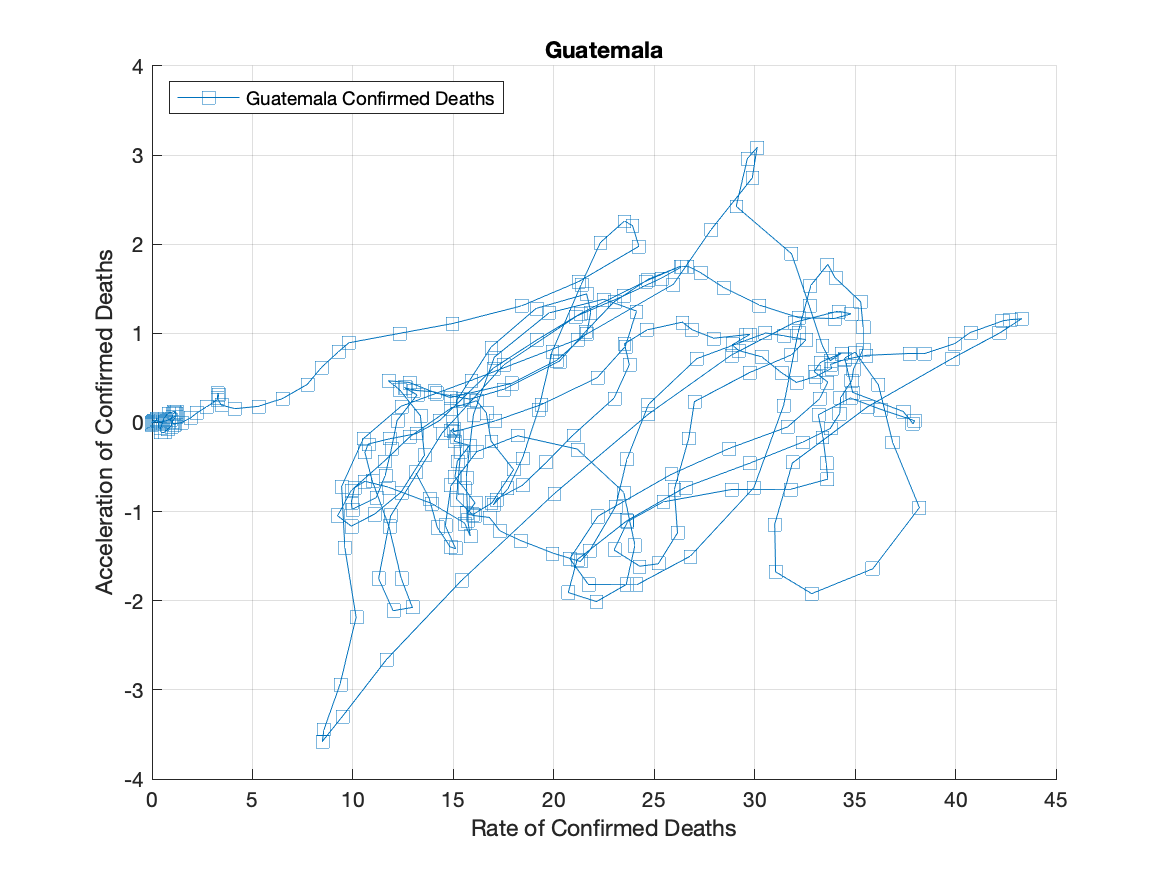 Guatemala
Guatemala Confirmed Deaths
Acceleration of Confirmed Deaths
4
3
2
1
0
-1
-2
-3
-4
0 5 10 15 20 25 30 35 40 45
Rate of Confirmed Deaths